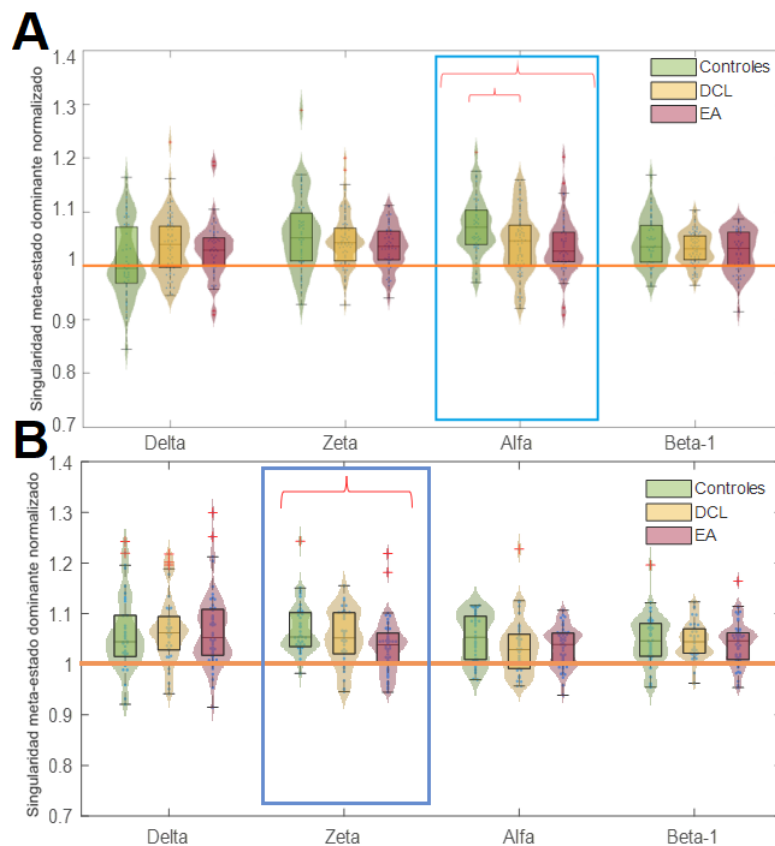 A
Singularidad meta-estado dominante normalizado
1.4
1.3
1.2
1.1
1
0.9
0.8
0.7
Controles
DCL
EA
Delta Zeta Alfa Beta-1
B
Singularidad meta-estado dominante normalizado
1.4
1.3
1.2
1.1
1
0.9
0.8
0.7
Controles
DCL
EA
Delta Zeta Alfa Beta-1